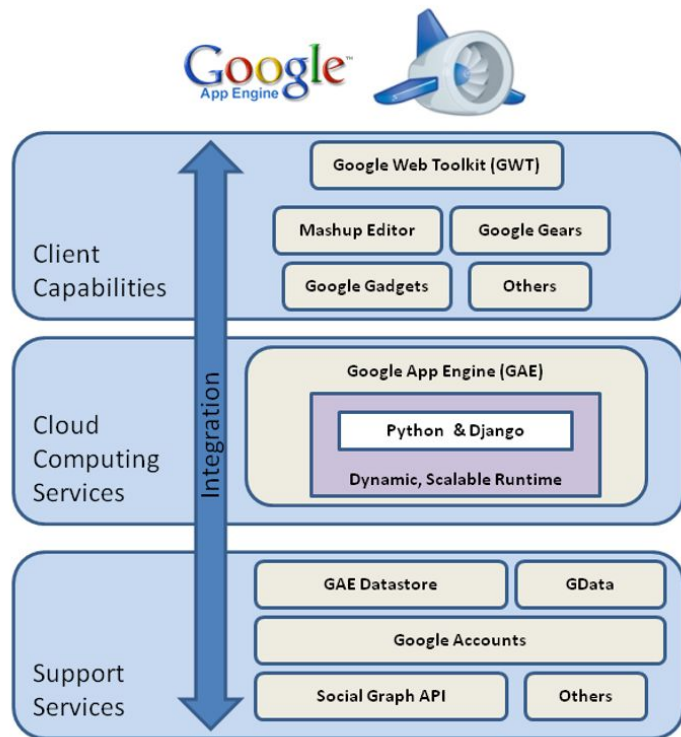 Google™
App Engine
Google Web Toolkit (GWT)
Mashup Editor
Google Gears
Client
Capabilities
Google Gadgets
Others
Integration
Google App Engine (GAE)
Cloud
Computing
Services
Python & Django
Dynamic, Scalable Runtime
GAE Datastore
GData
Google Accounts
Support
Services
Social Graph API
Others